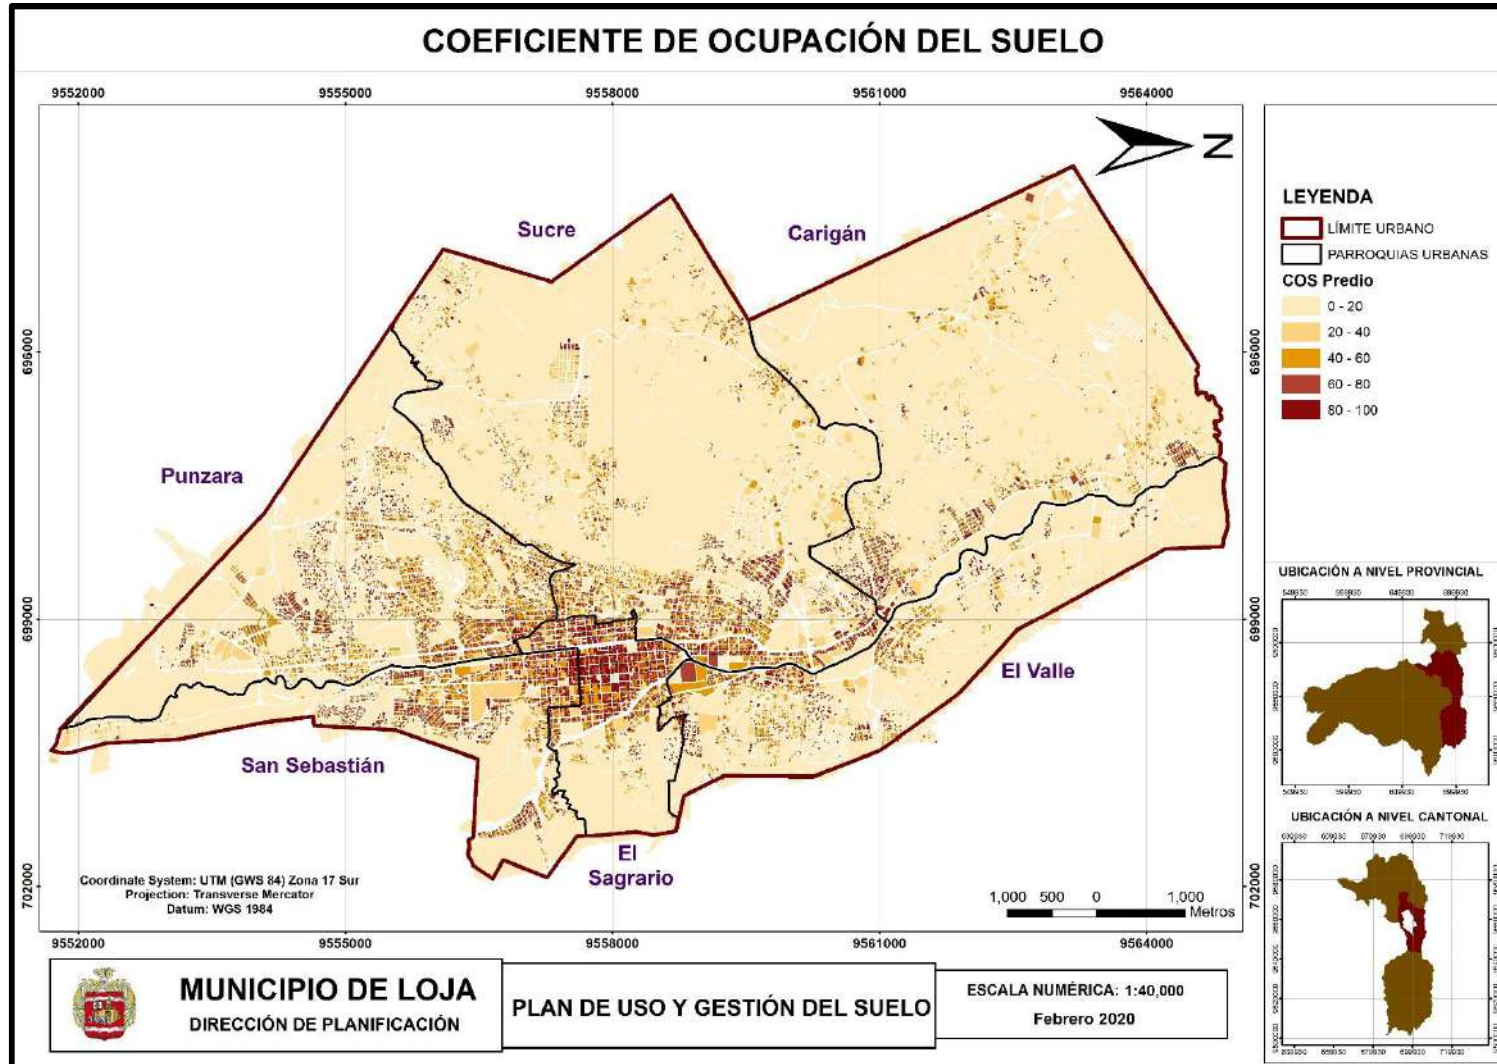 COEFICIENTE DE OCUPACIÓN DEL SUELO
9552000 9555000 9558000 9561000 9564000
N
Sucre
Carigán
Punzara
El Valle
San Sebastián
El
Sagrario
696000
699000
702000
696000
699000
702000
Coordinate System: UTM (GWS 84) Zona 17 Sur
Projection: Transverse Mercator
Datum: WGS 1984
1,000 500 0 1,000
Metros
9552000 9555000 9558000 9561000 9564000
LEYENDA
LÍMITE URBANO
PARROQUIAS URBANAS
COS Predio
0 - 20
20 - 40
40 - 60
60 - 80
80 - 100
UBICACIÓN A NIVEL PROVINCIAL
UBICACIÓN A NIVEL CANTONAL
MUNICIPIO DE LOJA
DIRECCIÓN DE PLANIFICACIÓN
PLAN DE USO Y GESTIÓN DEL SUELO
ESCALA NUMÉRICA: 1:40,000
Febrero 2020